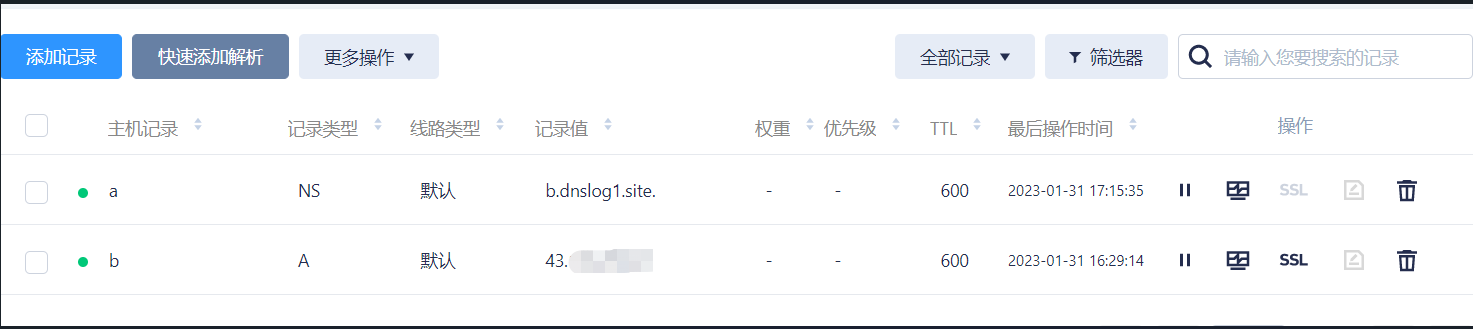 添加记录 快速添加解析 更多操作 全部记录 筛选器 请输入您要搜索的记录
主机记录 记录类型 线路类型 记录值 权重 优先级 TTL 最后操作时间 操作
a NS 默认 b.dnslog1.site. - - 600 2023-01-31 17:15:35 SSL
b A 默认 43. - - 600 2023-01-31 16:29:14 SSL